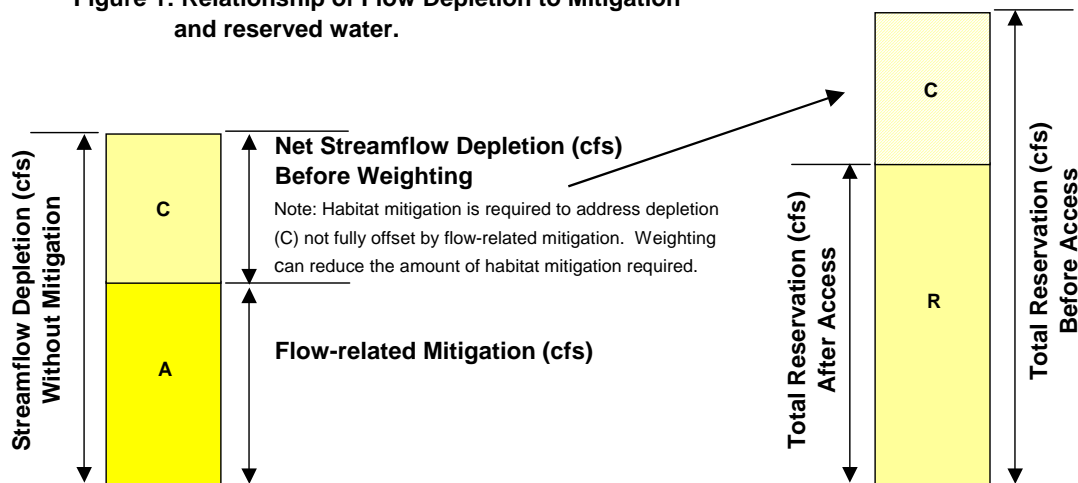 Figure 1: Relationship of Flow Depletion to Mitigation
and reserved water.
Streamflow Depletion (cfs)
Without Mitigation
C
A
Net Streamflow Depletion (cfs)
Before Weighting
Note: Habitat mitigation is required to address depletion
(C) not fully offset by flow-related mitigation.  Weighting
can reduce the amount of habitat mitigation required.
Flow-related Mitigation (cfs)
Total Reservation (cfs)
After Access
C
R
Total Reservation (cfs)
Before Access